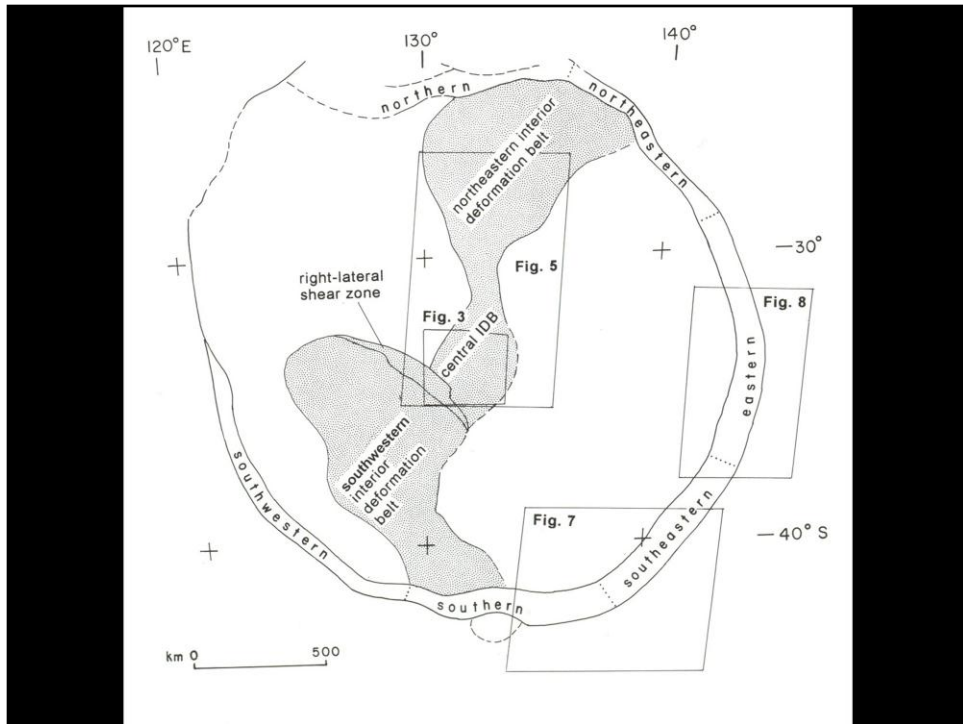 120°E
130°
140°
northern
northeastern
northeastern interior
deformation belt
30°
right-lateral
shear zone
Fig. 5
Fig. 3
Fig. 8
central IDB
eastern
southwestern
interior
deformation
belt
southwestern
Fig. 7
40°S
southeastern
southern
km 0
500